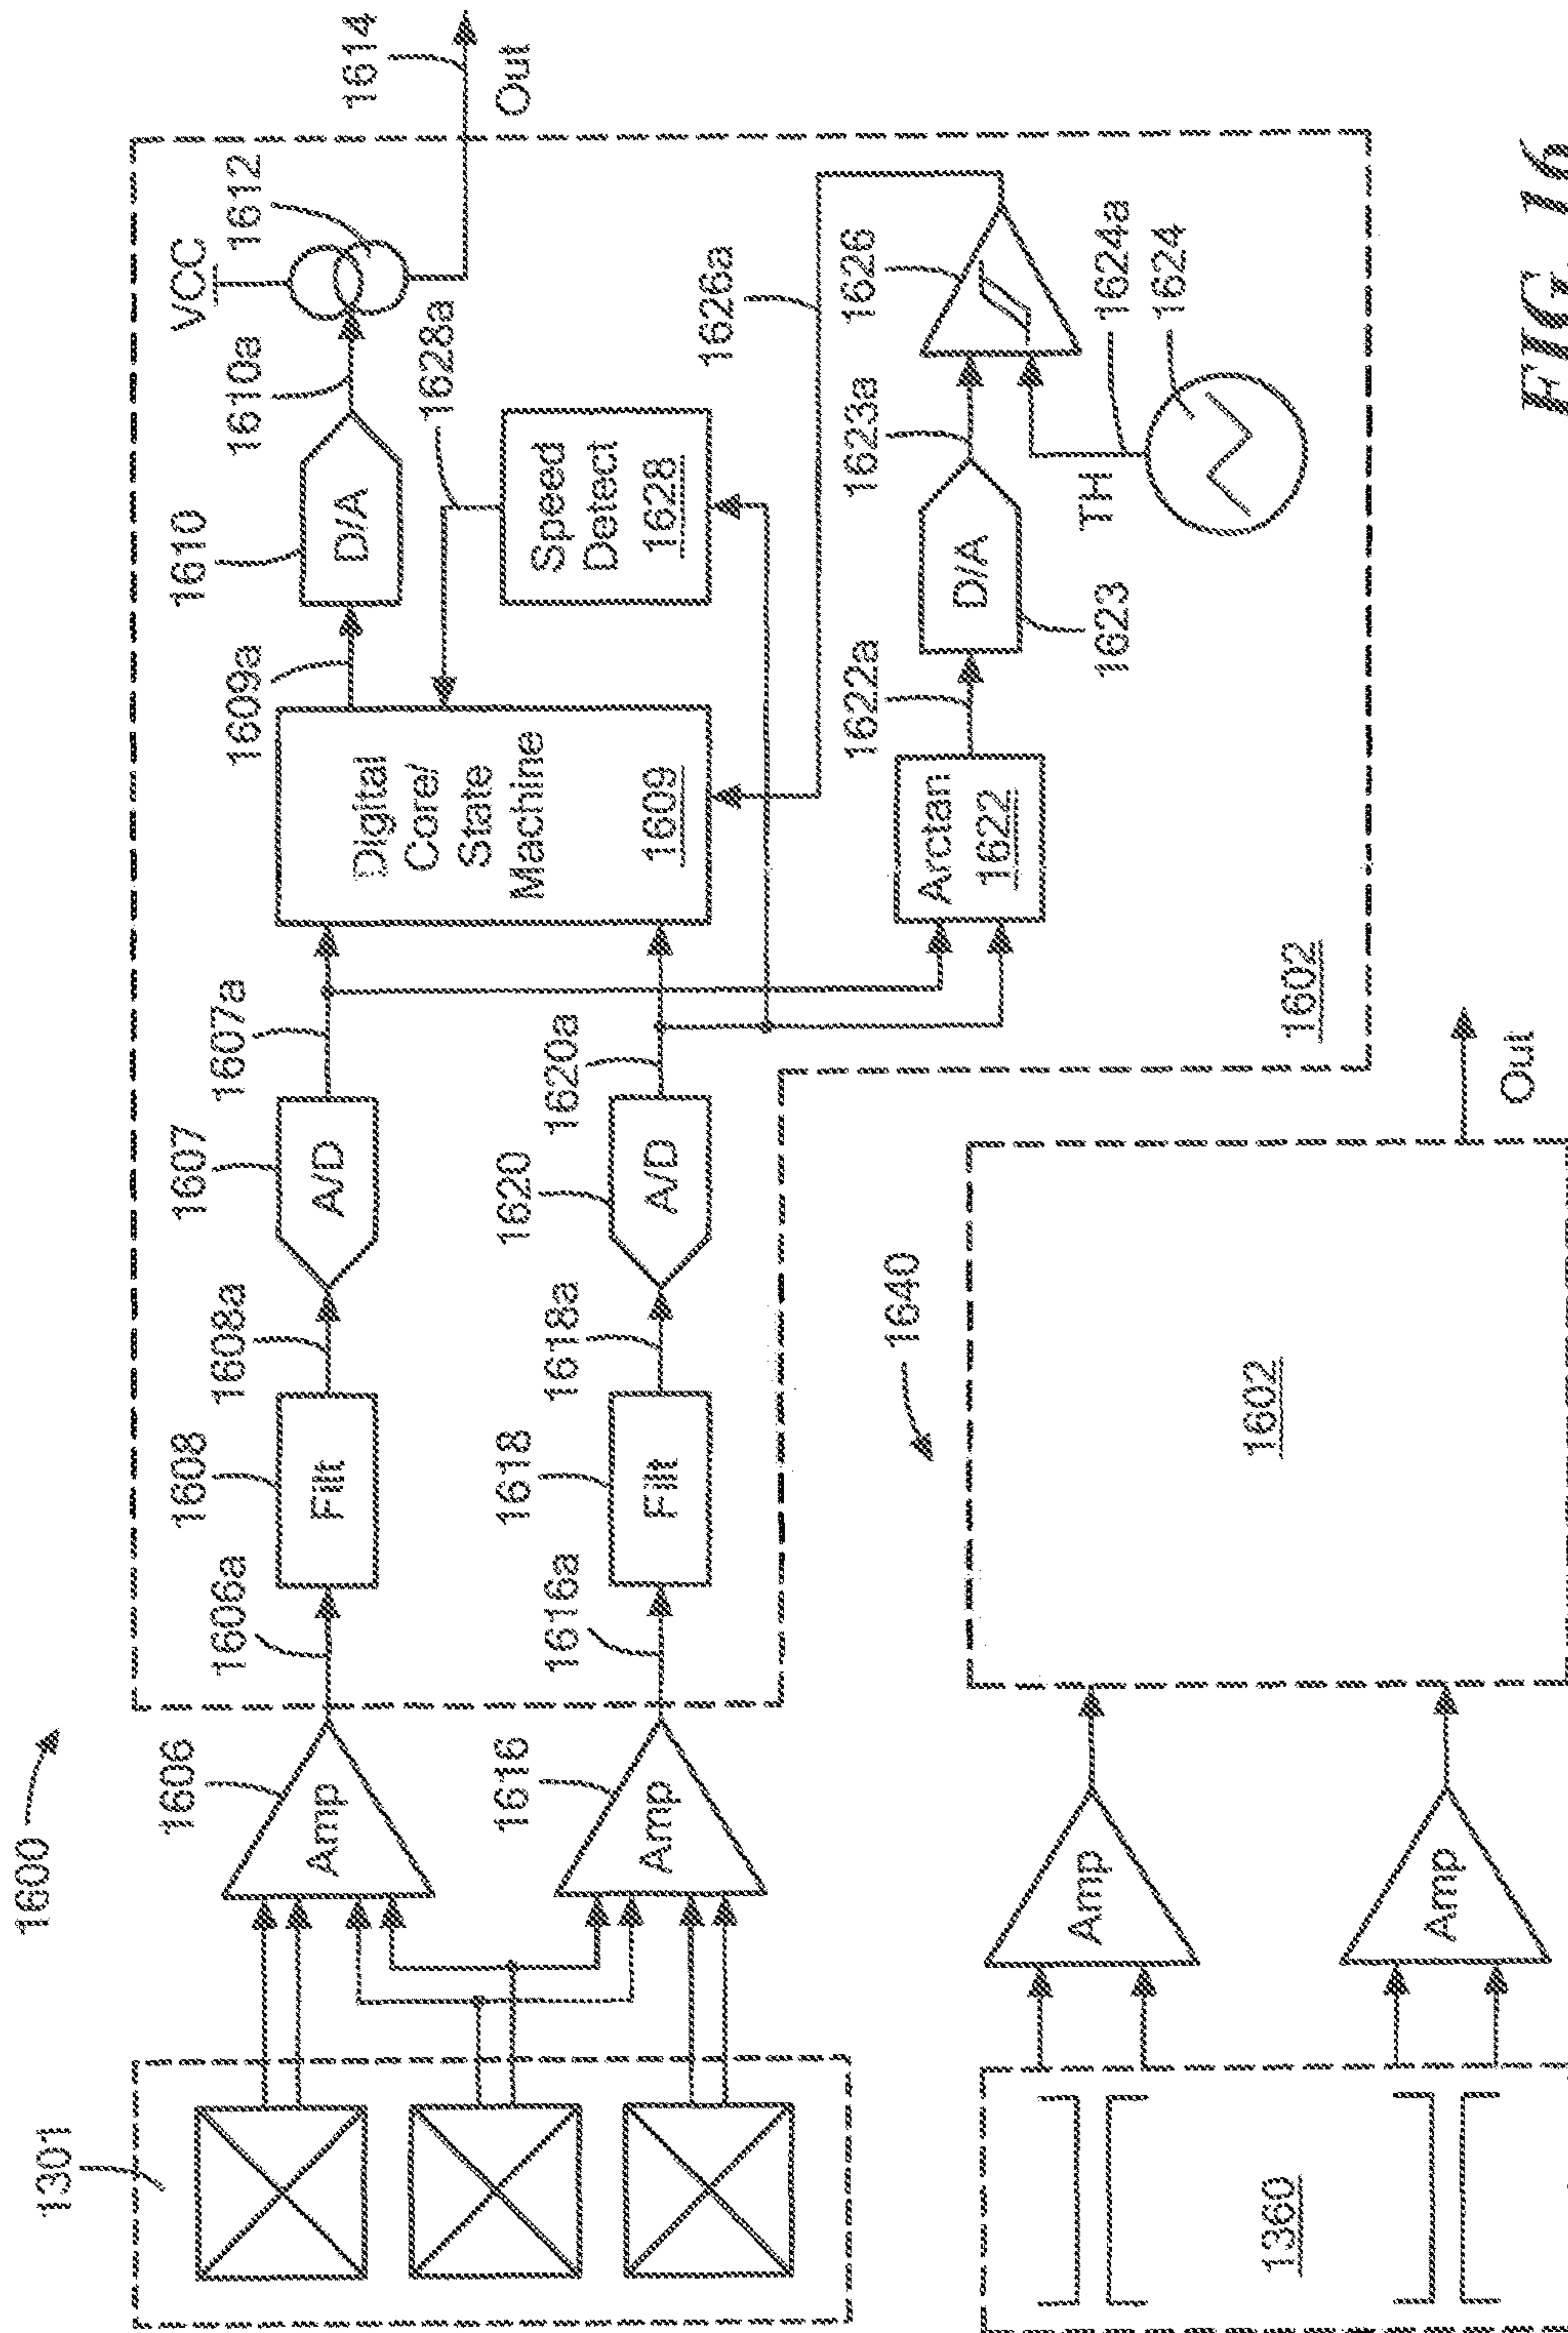 1600
1301
1606
Amp
1606a
1608
Filt
1608a
1607
A/D
1607a
Digital
Core/
State
Machine
1609
1609a
1610
D/A
1610a
VCC
1612
1614
Out
1616
Amp
1616a
1618
Filt
1618a
1620
A/D
1620a
1628a
Speed
Detect
1628
1626a
Arctan
1622
1622a
D/A
1623
1623a
1626
TH
1624a
1624
1602
1640
1360
Amp
Amp
1602
Out
FIG. 16